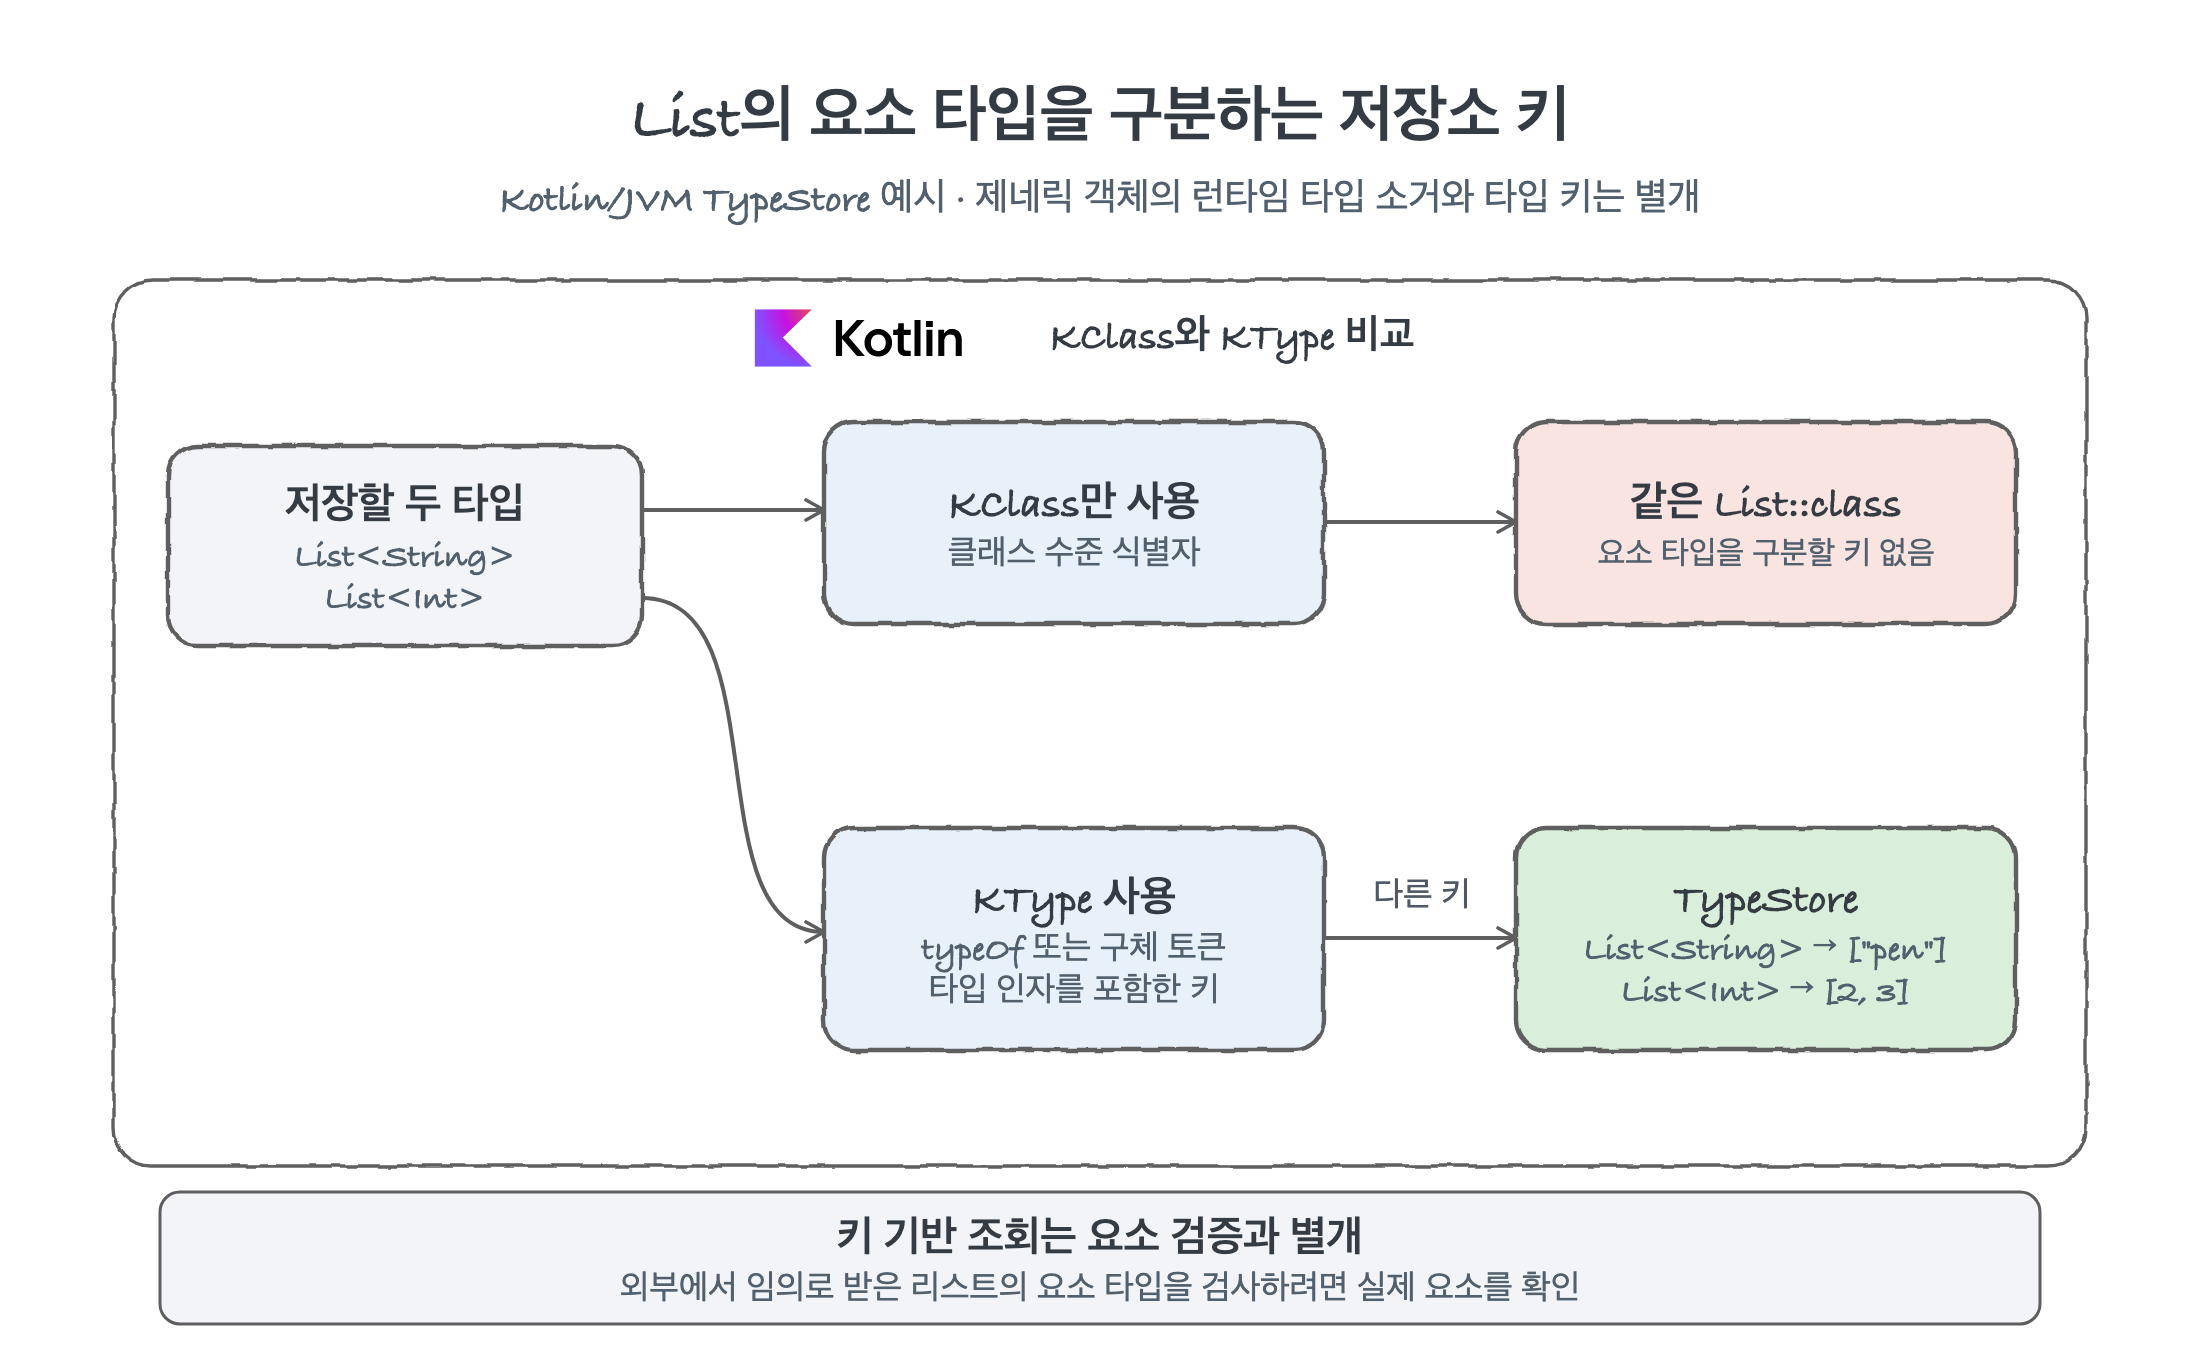 List의 요소 타입을 구분하는 저장소 키
Kotlin/JVM TypeStore 예시 · 제네릭 객체의 런타임 타입 소거와 타입 키는 별개
Kotlin
KClass와 KType 비교
저장할 두 타입
List<String>
List<Int>
KClass만 사용
클래스 수준 식별자
같은 List::class
요소 타입을 구분할 키 없음
KType 사용
typeOf 또는 구체 토큰
타입 인자를 포함한 키
다른 키
TypeStore
List<String> → ["pen"]
List<Int> → [2, 3]
키 기반 조회는 요소 검증과 별개
외부에서 임의로 받은 리스트의 요소 타입을 검사하려면 실제 요소를 확인